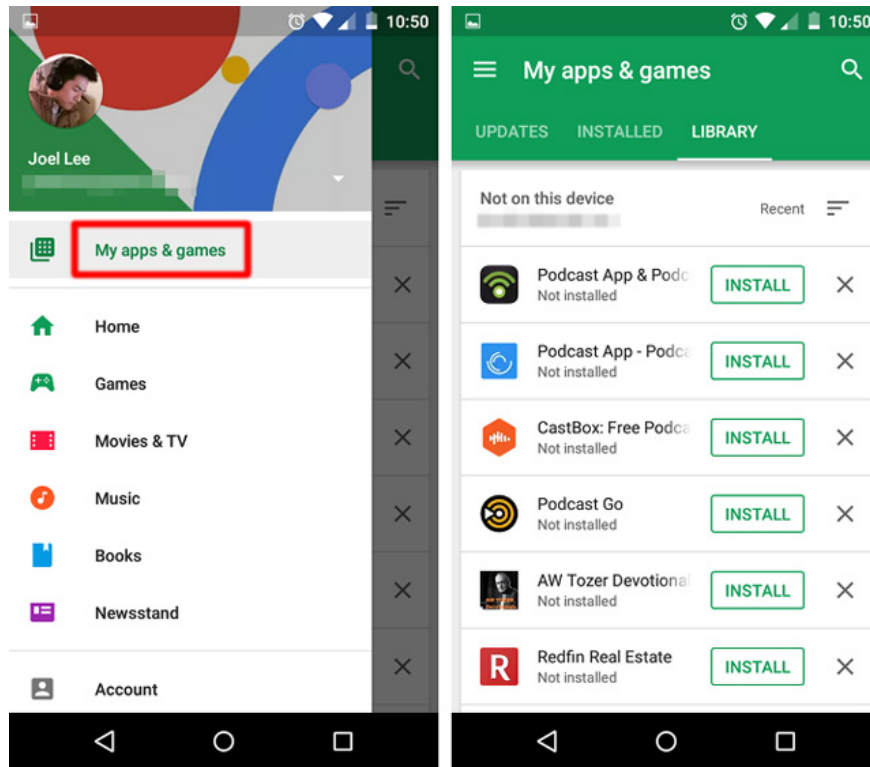 10:50
Joel Lee
My apps & games
Home
Games
Movies & TV
Music
Books
Newsstand
Account
10:50
My apps & games
UPDATES INSTALLED LIBRARY
Not on this device
Recent
Podcast App & Podc
Not installed
INSTALL
Podcast App - Podca
Not installed
INSTALL
CastBox: Free Podca
Not installed
INSTALL
Podcast Go
Not installed
INSTALL
AW Tozer Devotional
Not installed
INSTALL
R
Redfin Real Estate
Not installed
INSTALL